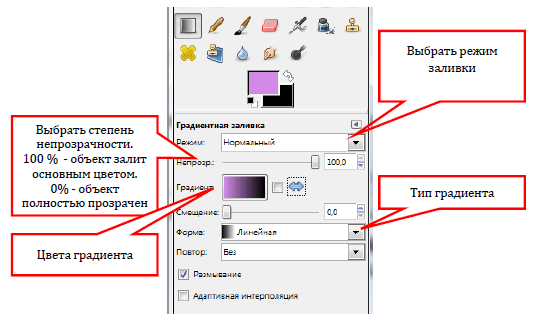 Выбрать режим
заливки
Градиентная заливка
Режим: Нормальный
Выбрать степень
непрозрачности.
100 % - объект залит
основным цветом.
0% - объект
полностью прозрачен
Непрозр.: 100,0
Градиент:
Тип градиента
Смещение: 0,0
Цвета градиента
Форма: Линейная
Повтор: Без
Размывание
Адаптивная интерполяция